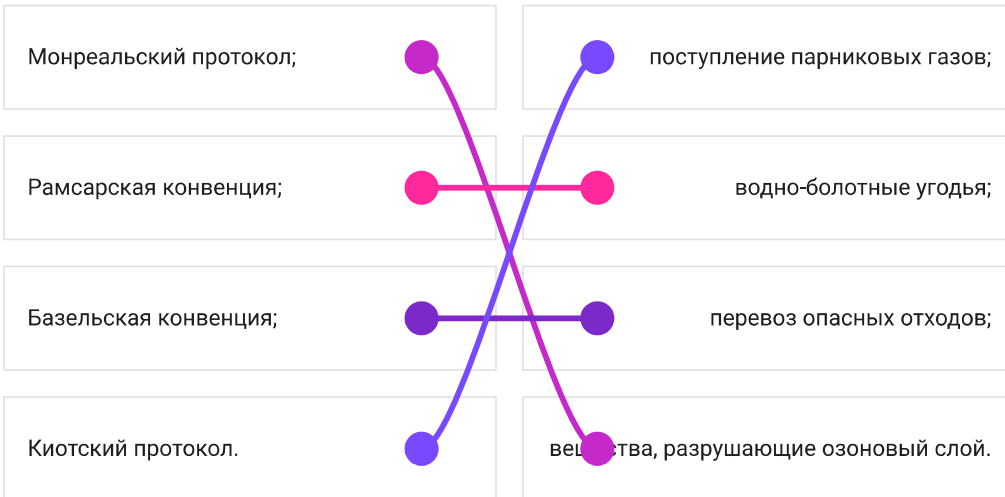 Монреальский протокол;
поступление парниковых газов;
Рамсарская конвенция;
водно-болотные угодья;
Базельская конвенция;
перевоз опасных отходов;
Киотский протокол.
вещества, разрушающие озоновый слой.